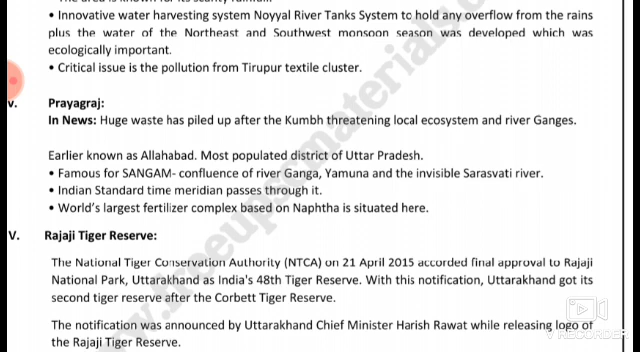 • Innovative water harvesting system Noyyal River Tanks System to hold any overflow from the rains
plus the water of the Northeast and Southwest monsoon season was developed which was
ecologically important.
• Critical issue is the pollution from Tirupur textile cluster.
v. Prayagraj:
In News: Huge waste has piled up after the Kumbh threatening local ecosystem and river Ganges.
Earlier known as Allahabad. Most populated district of Uttar Pradesh.
• Famous for SANGAM- confluence of river Ganga, Yamuna and the invisible Sarasvati river.
• Indian Standard time meridian passes through it.
• World's largest fertilizer complex based on Naphtha is situated here.
V. Rajaji Tiger Reserve:
The National Tiger Conservation Authority (NTCA) on 21 April 2015 accorded final approval to Rajaji
National Park, Uttarakhand as India's 48th Tiger Reserve. With this notification, Uttarakhand got its
second tiger reserve after the Corbett Tiger Reserve.
The notification was announced by Uttarakhand Chief Minister Harish Rawat while releasing logo of
the Rajaji Tiger Reserve.
V RECORDER